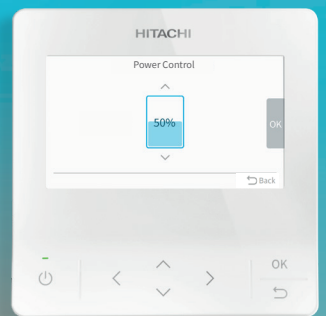 HITACHI
Power Control
50%
OK
Back
OK